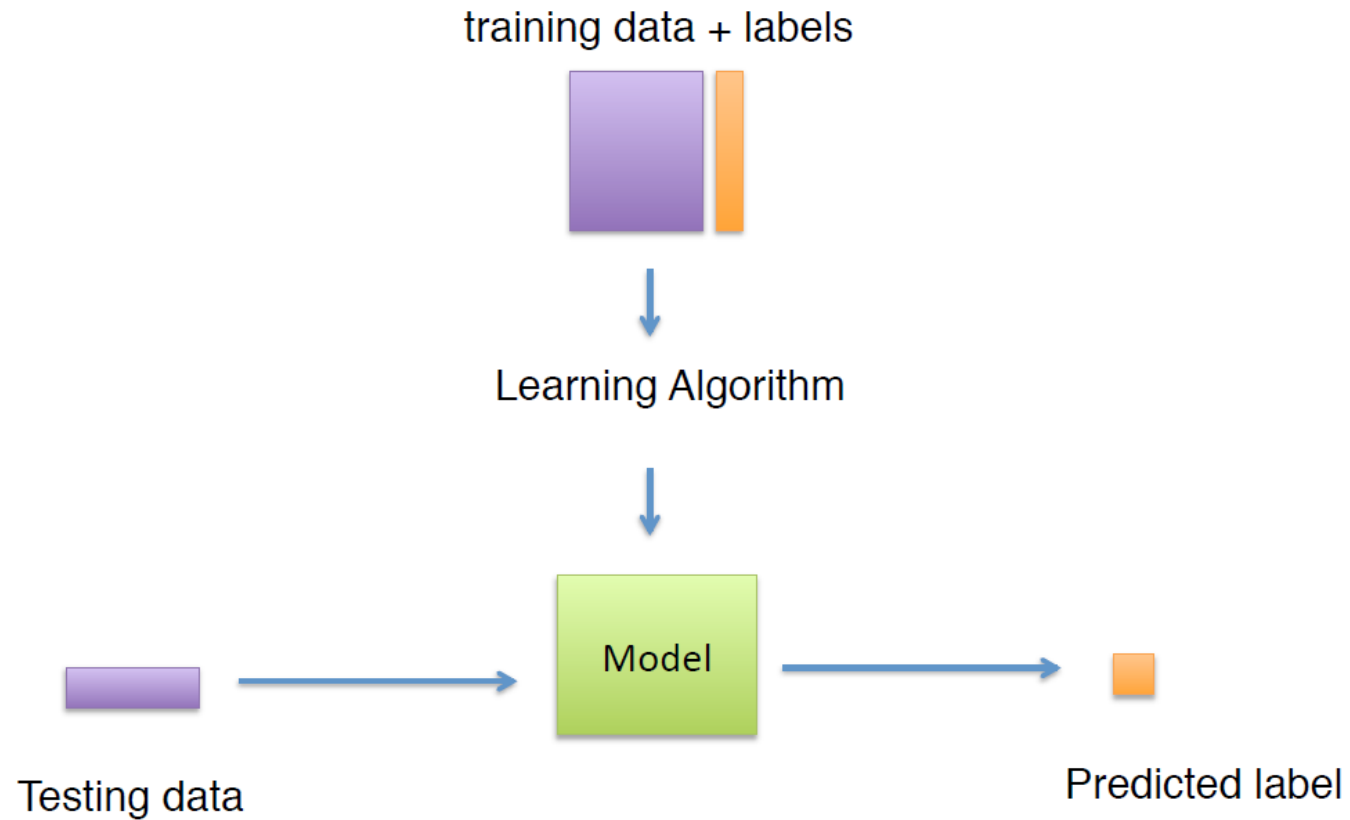 training data + labels
Learning Algorithm
Model
Testing data
Predicted label